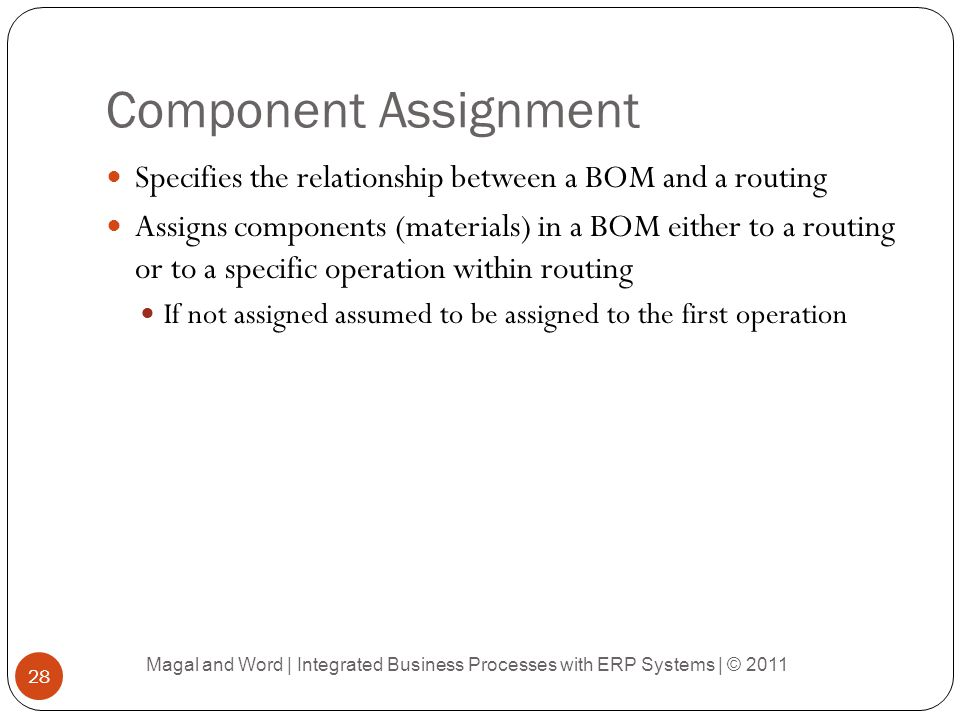 Component Assignment
Specifies the relationship between a BOM and a routing
Assigns components (materials) in a BOM either to a routing
or to a specific operation within routing
If not assigned assumed to be assigned to the first operation
Magal and Word | Integrated Business Processes with ERP Systems | © 2011
28